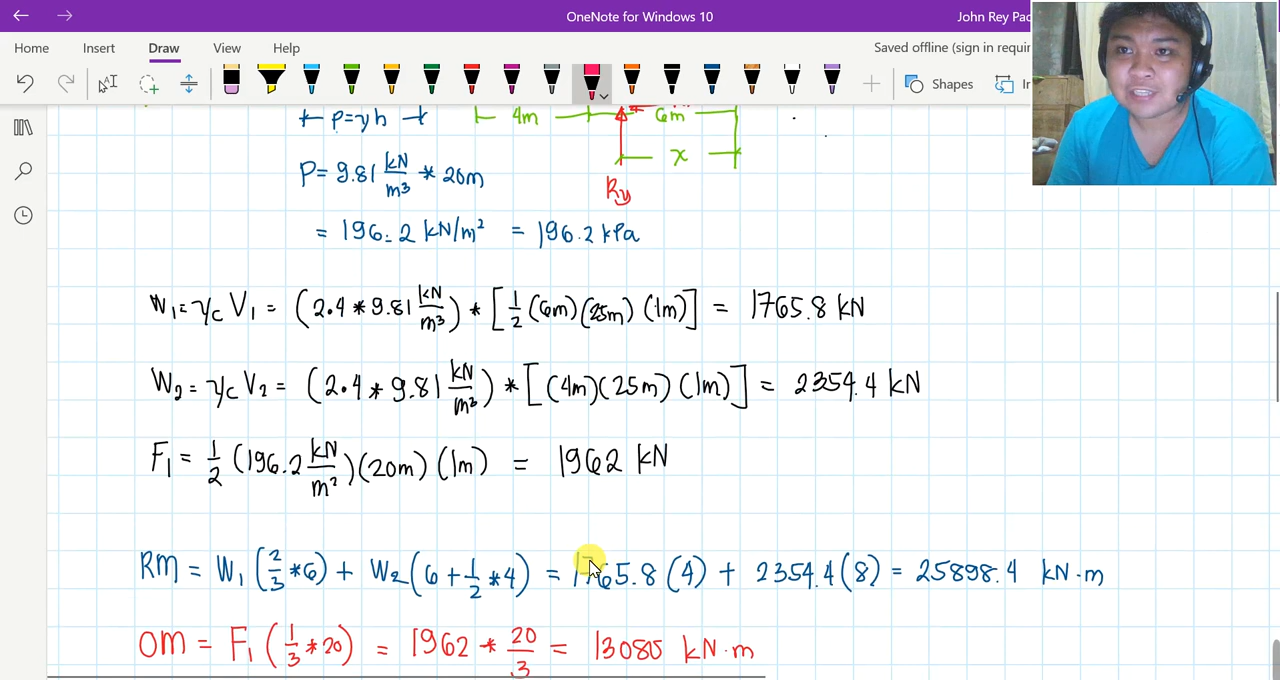 OneNote for Windows 10
John Rey Pac
Home Insert Draw View Help
Saved offline (sign in requir
Shapes In
P=γh 4m 6m
x
P= 9.81 kN/m³ * 20m
Ry
= 196.2 kN/m² = 196.2 kPa
W₁=γc V₁ = (2.4*9.81 kN/m³) * [1/2 (6m)(25m)(1m)] = 1765.8 kN
W₂=γc V₂ = (2.4*9.81 kN/m³) * [(4m)(25m)(1m)] = 2354.4 kN
F₁ = 1/2 (196.2 kN/m²)(20m)(1m) = 1962 kN
RM = W₁(2/3*6) + W₂(6+1/2*4) = 1765.8(4) + 2354.4(8) = 25898.4 kN·m
OM = F₁(1/3*20) = 1962 * 20/3 = 13080 kN·m